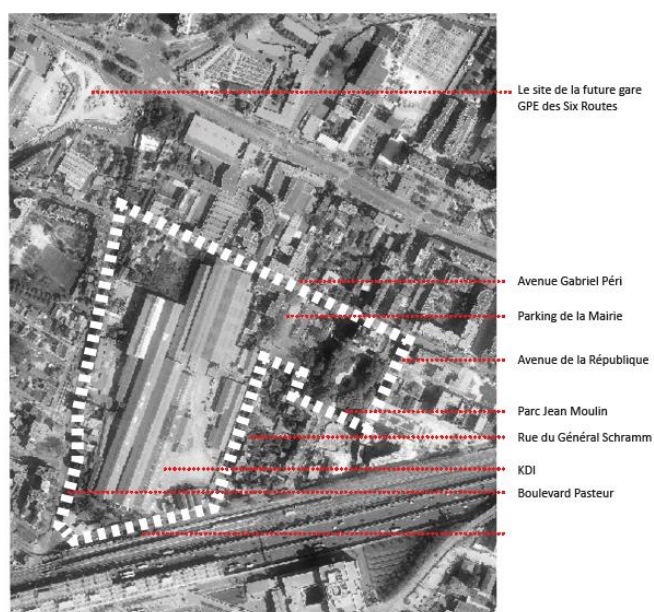 Le site de la future gare
GPE des Six Routes
Avenue Gabriel Péri
Parking de la Mairie
Avenue de la République
Parc Jean Moulin
Rue du Général Schramm
KDI
Boulevard Pasteur